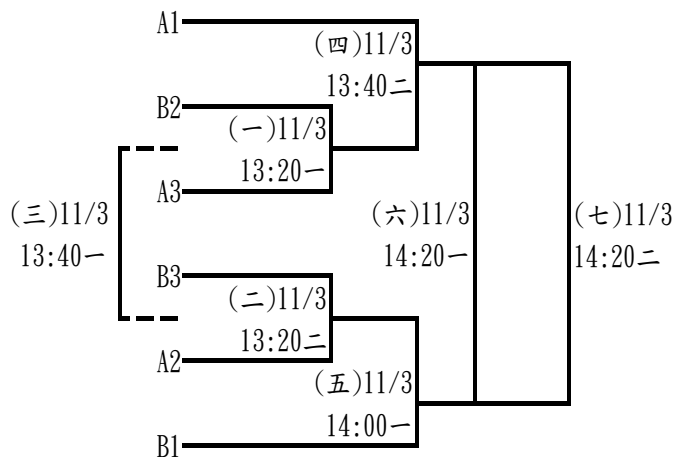 A1
(四)11/3
13:40二
B2
(一)11/3
13:20一
A3
(三)11/3
13:40一
(六)11/3
14:20一
(七)11/3
14:20二
B3
(二)11/3
13:20二
A2
(五)11/3
14:00一
B1